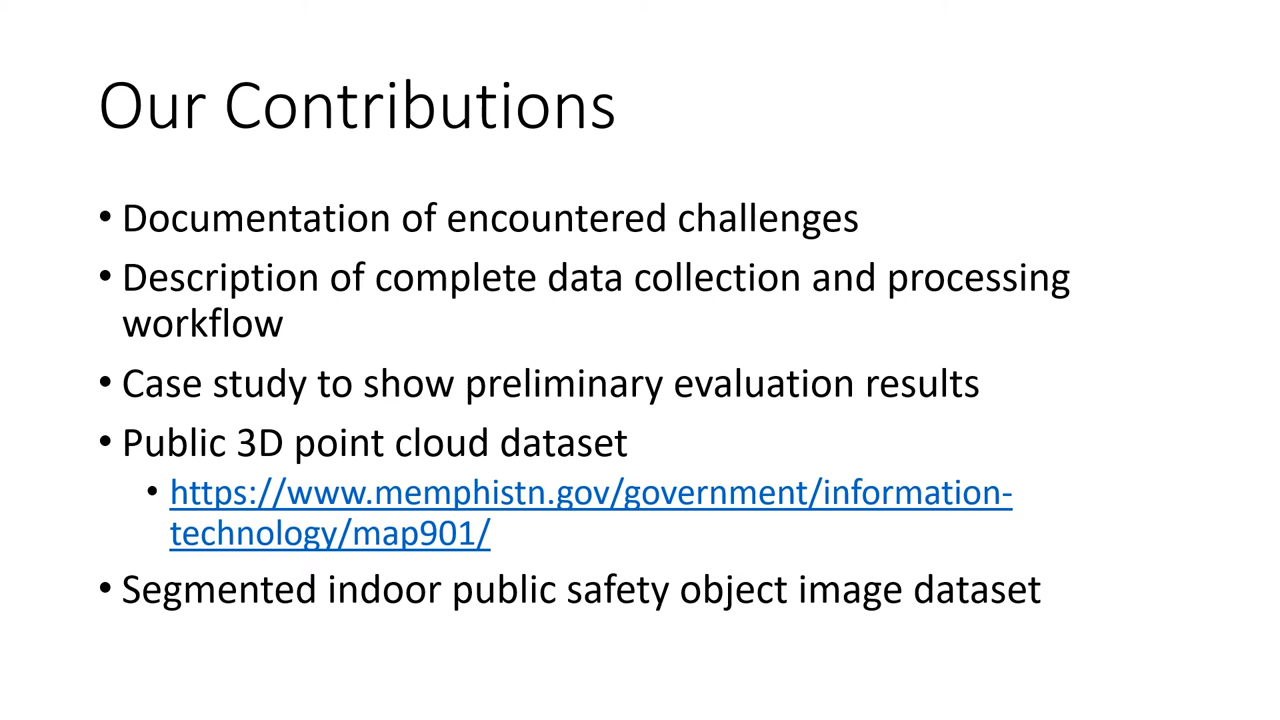 Our Contributions
• Documentation of encountered challenges
• Description of complete data collection and processing
workflow
• Case study to show preliminary evaluation results
• Public 3D point cloud dataset
• https://www.memphistn.gov/government/information-
technology/map901/
• Segmented indoor public safety object image dataset